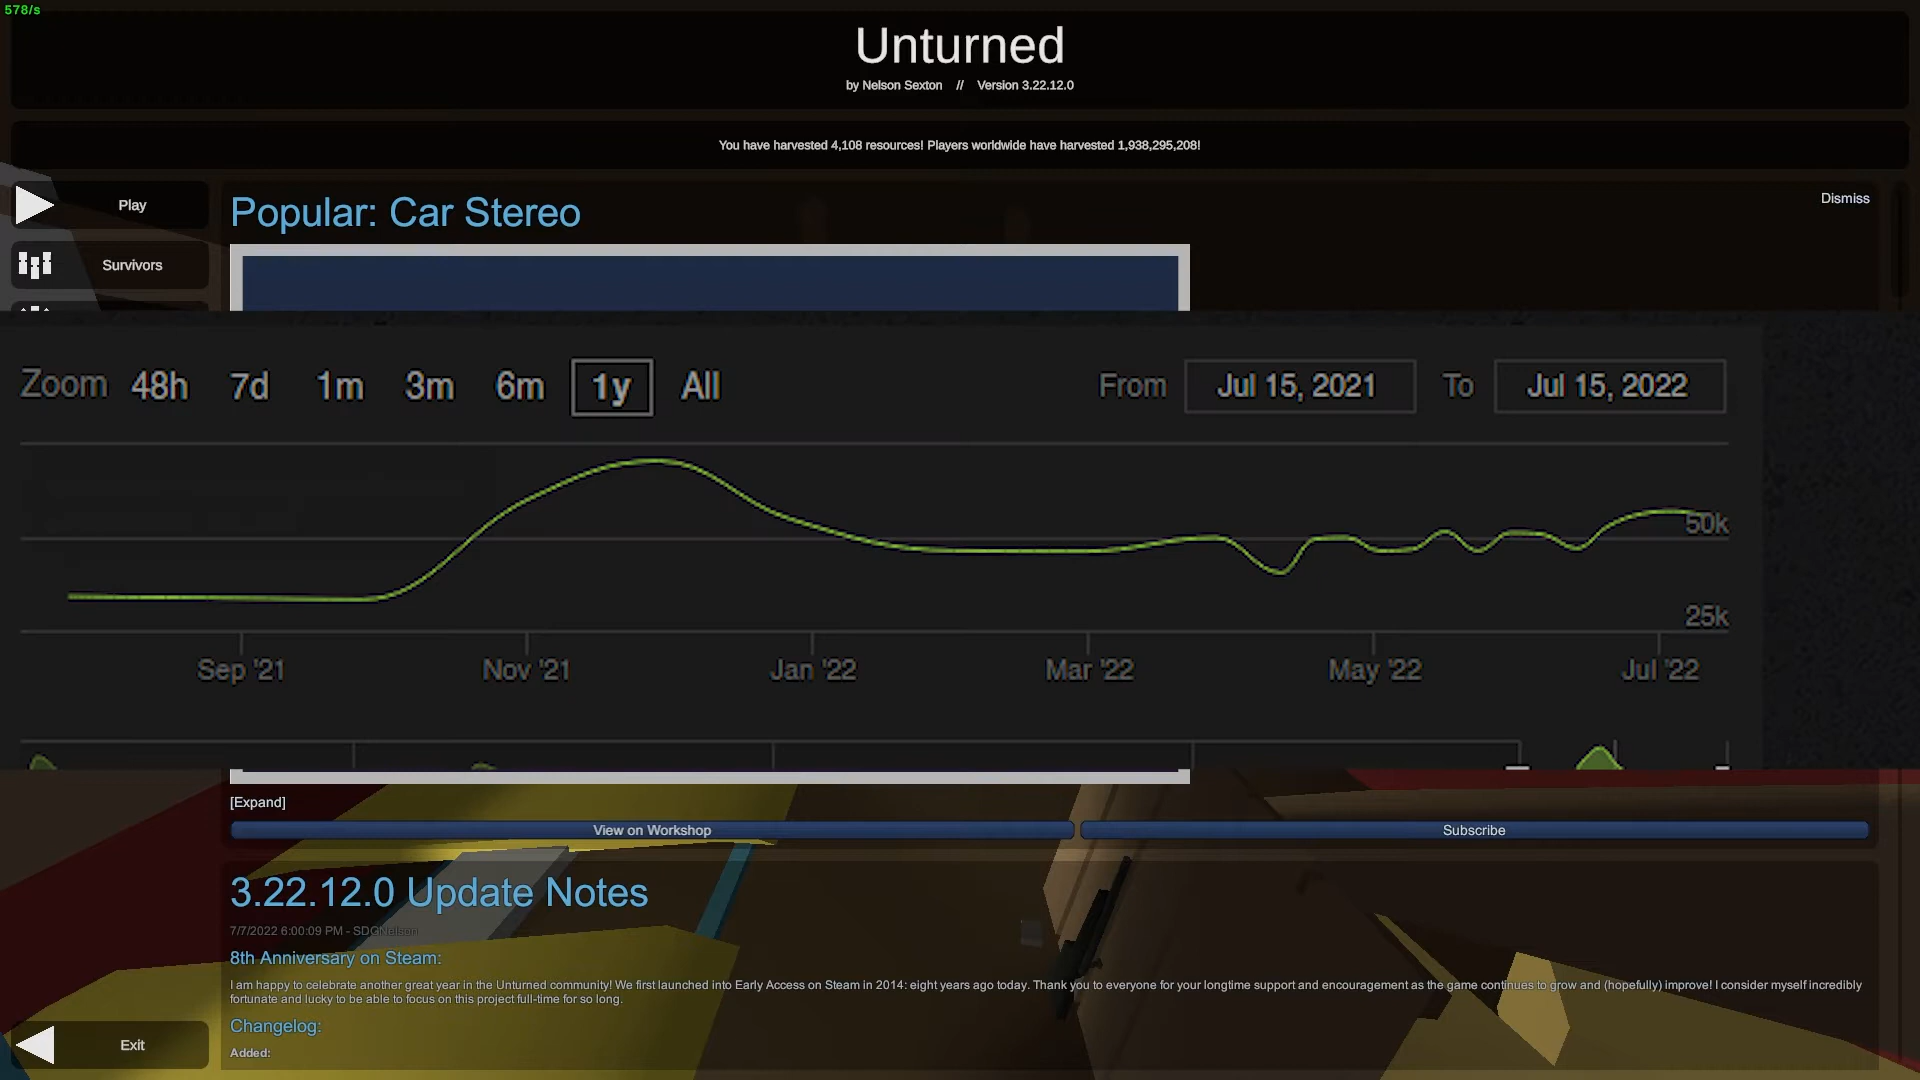 578/s
Unturned
by Nelson Sexton // Version 3.22.12.0
You have harvested 4,108 resources! Players worldwide have harvested 1,938,295,208!
Play
Popular: Car Stereo
Dismiss
Survivors
Zoom 48h 7d 1m 3m 6m 1y All From Jul 15, 2021 To Jul 15, 2022
50k
25k
Sep '21 Nov '21 Jan '22 Mar '22 May '22 Jul '22
[Expand]
View on Workshop Subscribe
3.22.12.0 Update Notes
7/7/2022 6:00:09 PM - SDGNelson
8th Anniversary on Steam:
I am happy to celebrate another great year in the Unturned community! We first launched into Early Access on Steam in 2014: eight years ago today. Thank you to everyone for your longtime support and encouragement as the game continues to grow and (hopefully) improve! I consider myself incredibly
fortunate and lucky to be able to focus on this project full-time for so long.
Changelog:
Exit
Added: